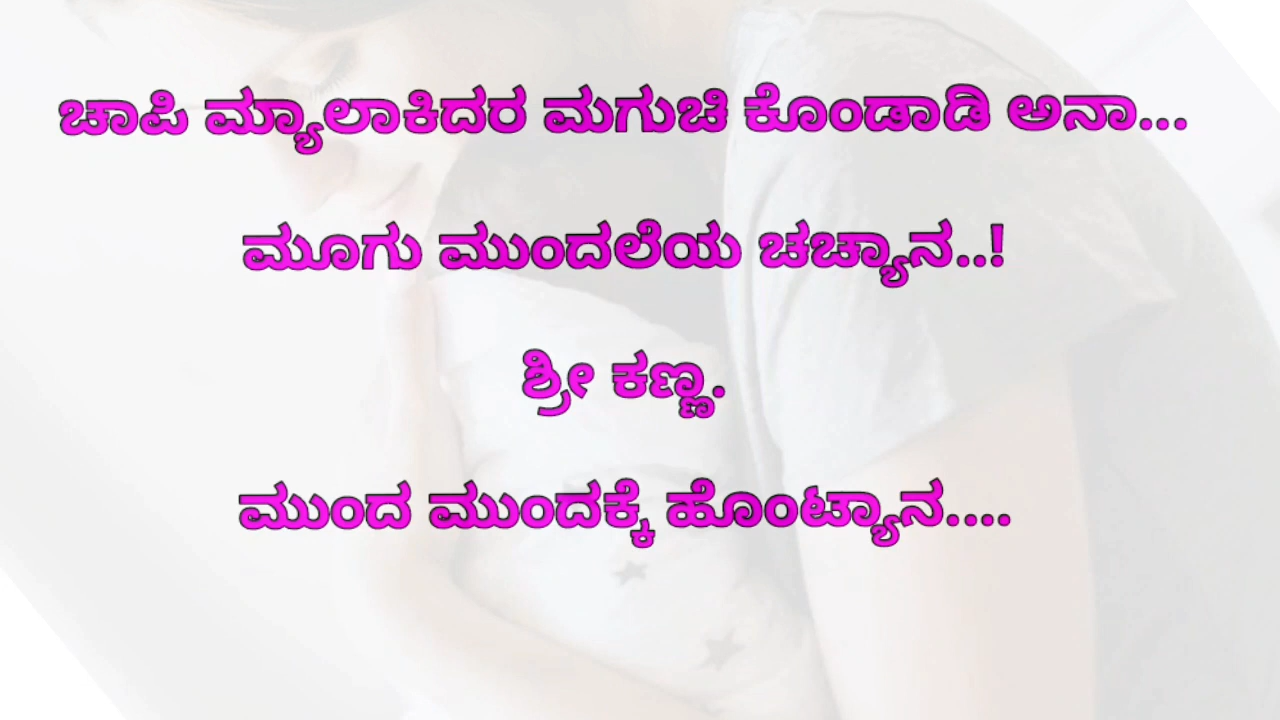 ಚಾಪಿ ಮ್ಯಾಲಾಕಿದರ ಮಗುಚಿ ಕೊಂಡಾಡಿ ಅನಾ...
ಮೂಗು ಮುಂದಲೆಯ ಚಚ್ಯಾನ..!
ಶ್ರೀ ಕಣ್ಣ.
ಮುಂದ ಮುಂದಕ್ಕೆ ಹೊಂಟ್ಯಾನ....